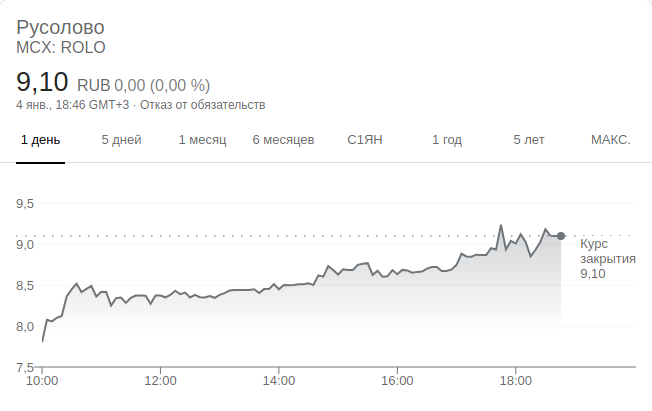 Русолово
MCX: ROLO
9,10 RUB 0,00 (0,00 %)
4 янв., 18:46 GMT+3 · Отказ от обязательств
1 день 5 дней 1 месяц 6 месяцев С1ЯН 1 год 5 лет МАКС.
9,5
9,0
Курс
закрытия
9,10
8,5
8,0
7,5
10:00 12:00 14:00 16:00 18:00